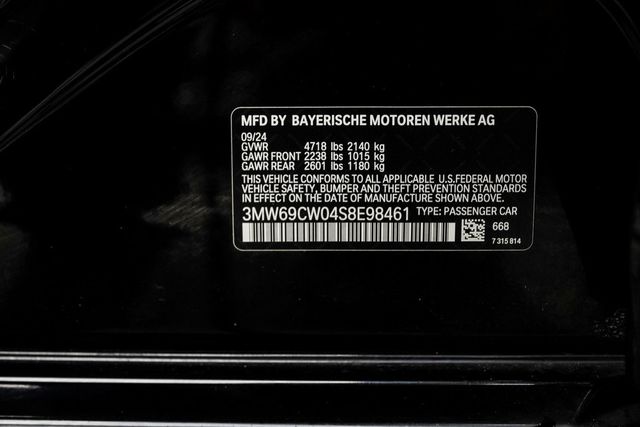 MFD BY BAYERISCHE MOTOREN WERKE AG
09/24
GVWR 4718 lbs 2140 kg
GAWR FRONT 2238 lbs 1015 kg
GAWR REAR 2601 lbs 1180 kg
THIS VEHICLE CONFORMS TO ALL APPLICABLE U.S.FEDERAL MOTOR
VEHICLE SAFETY, BUMPER AND THEFT PREVENTION STANDARDS
IN EFFECT ON THE DATE OF MANUFACTURE SHOWN ABOVE.
3MW69CW04S8E98461 TYPE: PASSENGER CAR
668
7 315 814